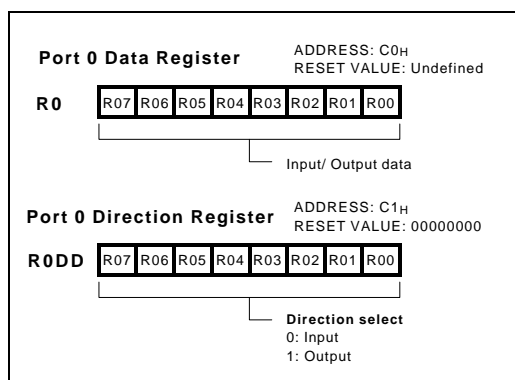 Port 0 Data Register
ADDRESS: C0H
RESET VALUE: Undefined
R0 R07 R06 R05 R04 R03 R02 R01 R00
Input/ Output data
Port 0 Direction Register
ADDRESS: C1H
RESET VALUE: 00000000
R0DD R07 R06 R05 R04 R03 R02 R01 R00
Direction select
0: Input
1: Output